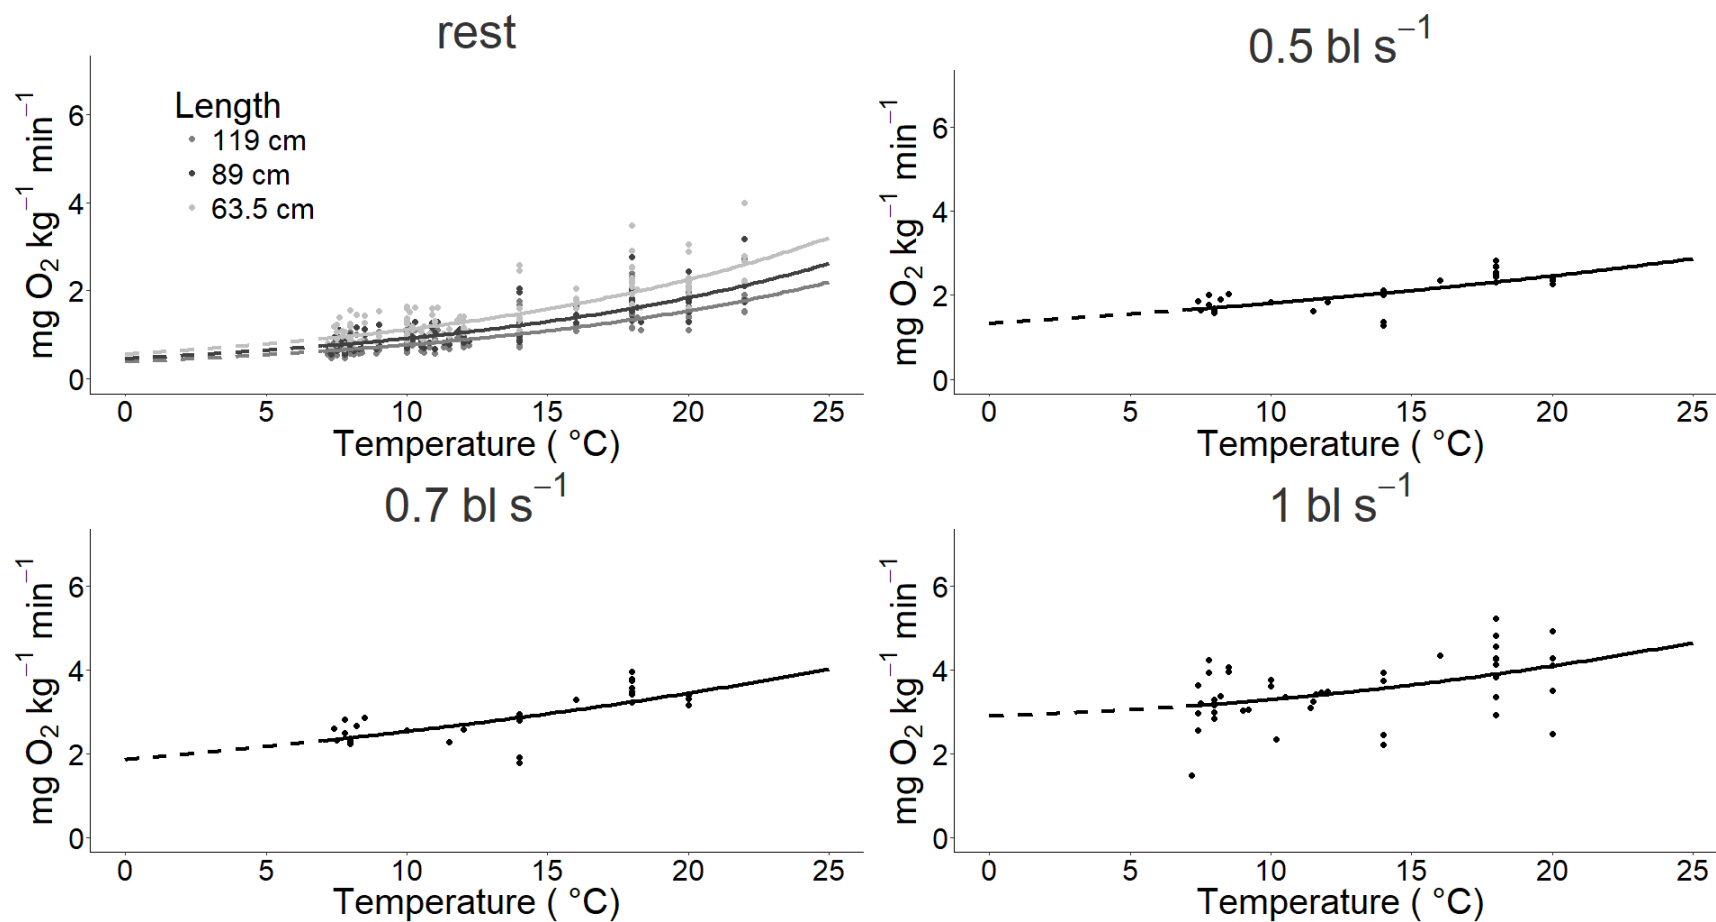 rest
mg O₂ kg⁻¹ min⁻¹
6
4
2
0
Length
119 cm
89 cm
63.5 cm
0 5 10 15 20 25
Temperature ( °C)
0.5 bl s⁻¹
mg O₂ kg⁻¹ min⁻¹
6
4
2
0
0 5 10 15 20 25
Temperature ( °C)
0.7 bl s⁻¹
mg O₂ kg⁻¹ min⁻¹
6
4
2
0
0 5 10 15 20 25
Temperature ( °C)
1 bl s⁻¹
mg O₂ kg⁻¹ min⁻¹
6
4
2
0
0 5 10 15 20 25
Temperature ( °C)